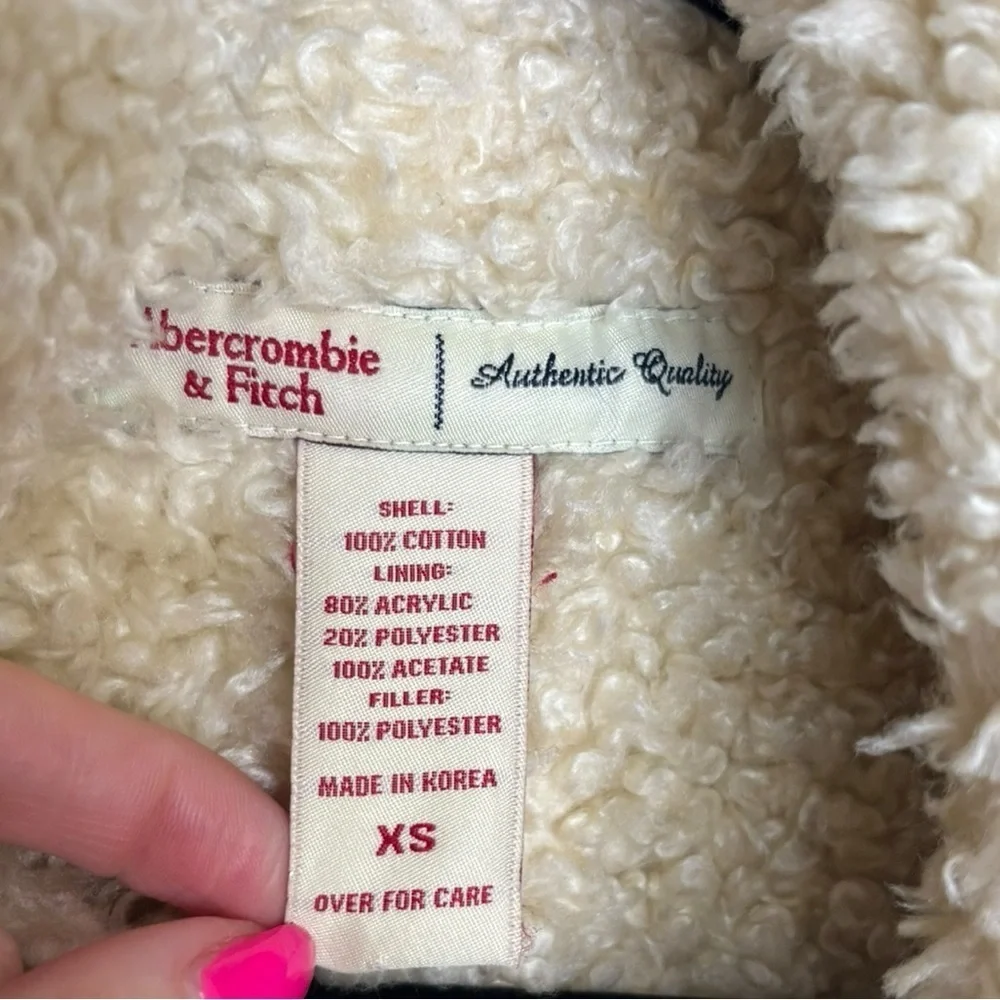 Abercrombie
& Fitch
Authentic Quality
SHELL:
100% COTTON
LINING:
80% ACRYLIC
20% POLYESTER
100% ACETATE
FILLER:
100% POLYESTER
MADE IN KOREA
XS
OVER FOR CARE